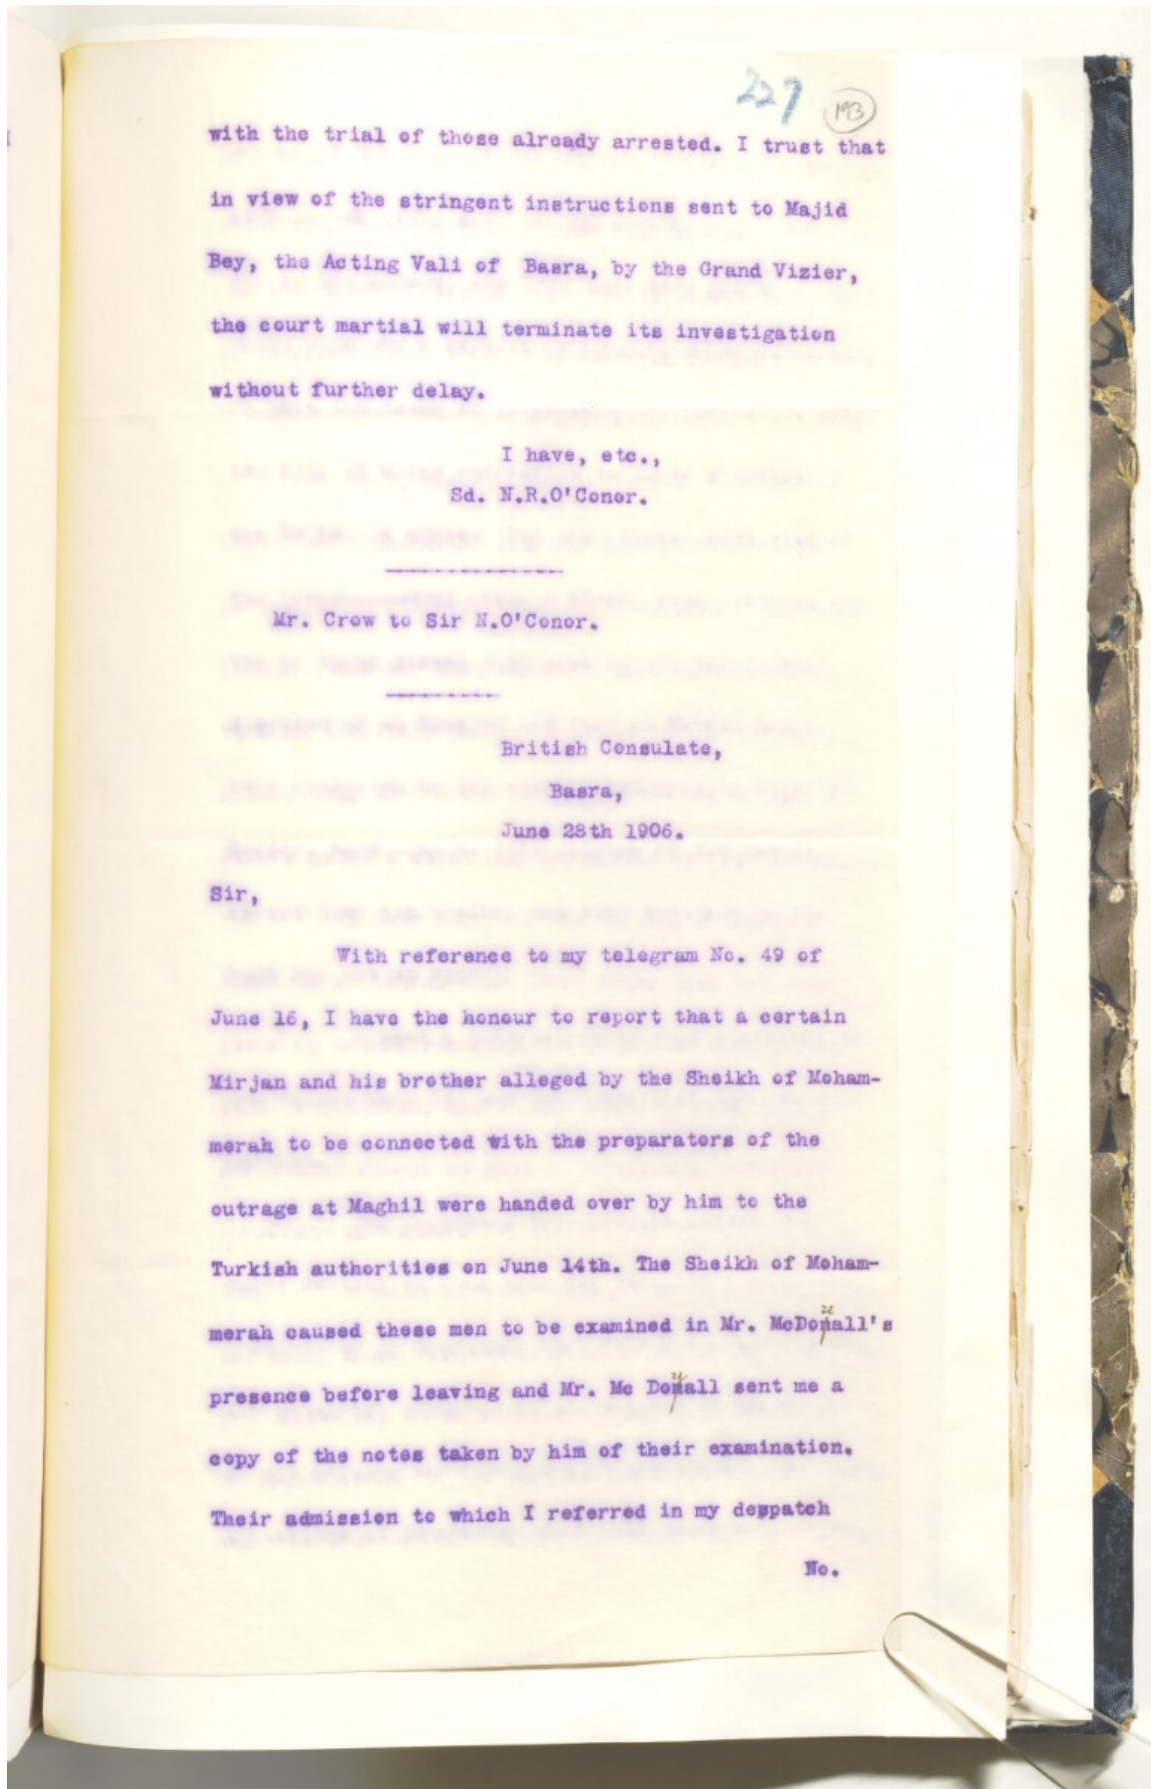 227 193
with the trial of those already arrested. I trust that
in view of the stringent instructions sent to Majid
Bey, the Acting Vali of Basra, by the Grand Vizier,
the court martial will terminate its investigation
without further delay.
I have, etc.,
Sd. N.R.O'Conor.
Mr. Crow to Sir N.O'Conor.
British Consulate,
Basra,
June 28th 1906.
Sir,
With reference to my telegram No. 49 of
June 16, I have the honour to report that a certain
Mirjan and his brother alleged by the Sheikh of Moham-
merah to be connected with the preparators of the
outrage at Maghil were handed over by him to the
Turkish authorities on June 14th. The Sheikh of Moham-
merah caused these men to be examined in Mr. McDonall's
presence before leaving and Mr. Mc Donall sent me a
copy of the notes taken by him of their examination.
Their admission to which I referred in my despatch
No.